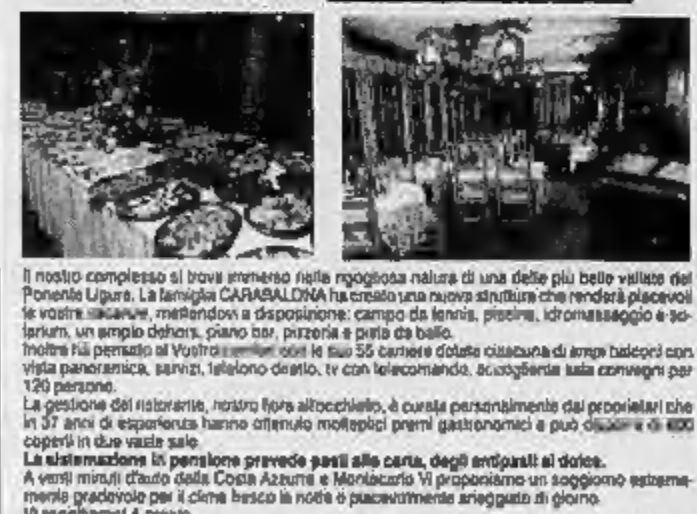 Il nostro complesso si trova immerso nella rigogliosa natura di una delle più belle vallate del
Ponente Ligure. La famiglia CARABALONA ha creato una nuova struttura che renderà piacevoli
le vostre vacanze, mettendovi a disposizione: campo da tennis, piscina, idromassaggio e so-
larium, un ampio dehors, piano bar, pizzeria e pista da ballo.
Inoltre ha pensato al Vostro comfort con le sue 55 camere dotate ciascuna di ampi balconi con
vista panoramica, servizi, telefono diretto, tv con telecomando, accogliente sala convegni per
120 persone.
La gestione del ristorante, nostro fiore all'occhiello, è curata personalmente dai proprietari che
in 37 anni di esperienza hanno ottenuto molteplici premi gastronomici e può di
coperti in due vaste sale.
La sistemazione in pensione prevede pasti alla carta, degli antipasti al dolce.
A venti minuti d'auto dalla Costa Azzurra e Montecarlo Vi proponiamo un soggiorno estrema-
mente gradevole per il clima fresco la notte e piacevolmente arieggiato di giorno.
Vi aspettiamo! A presto.